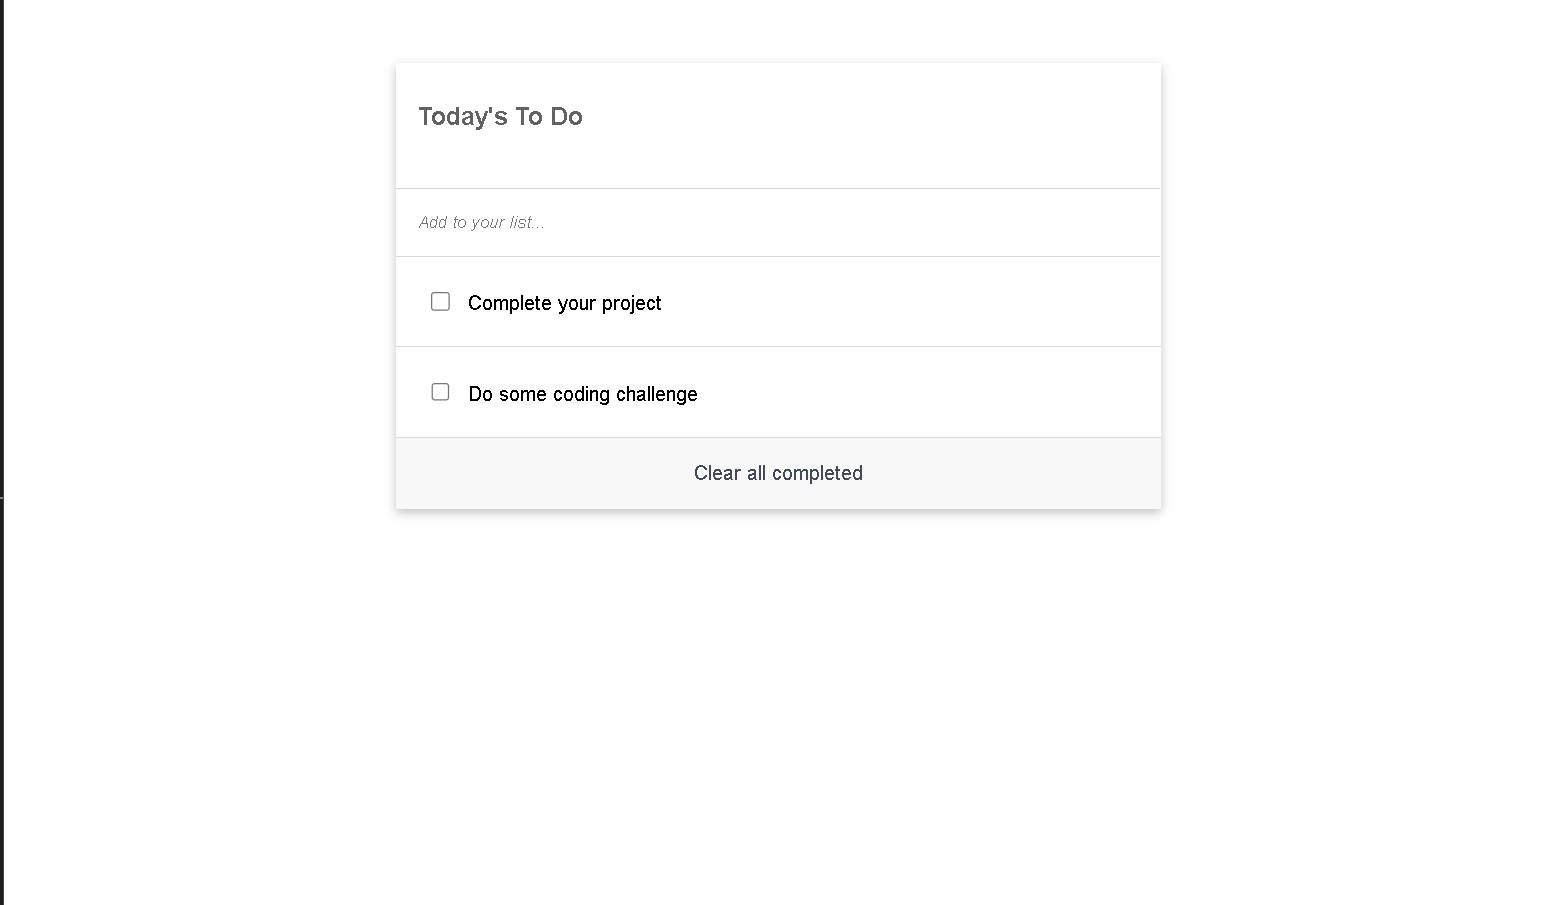 Today's To Do
Add to your list...
Complete your project
Do some coding challenge
Clear all completed